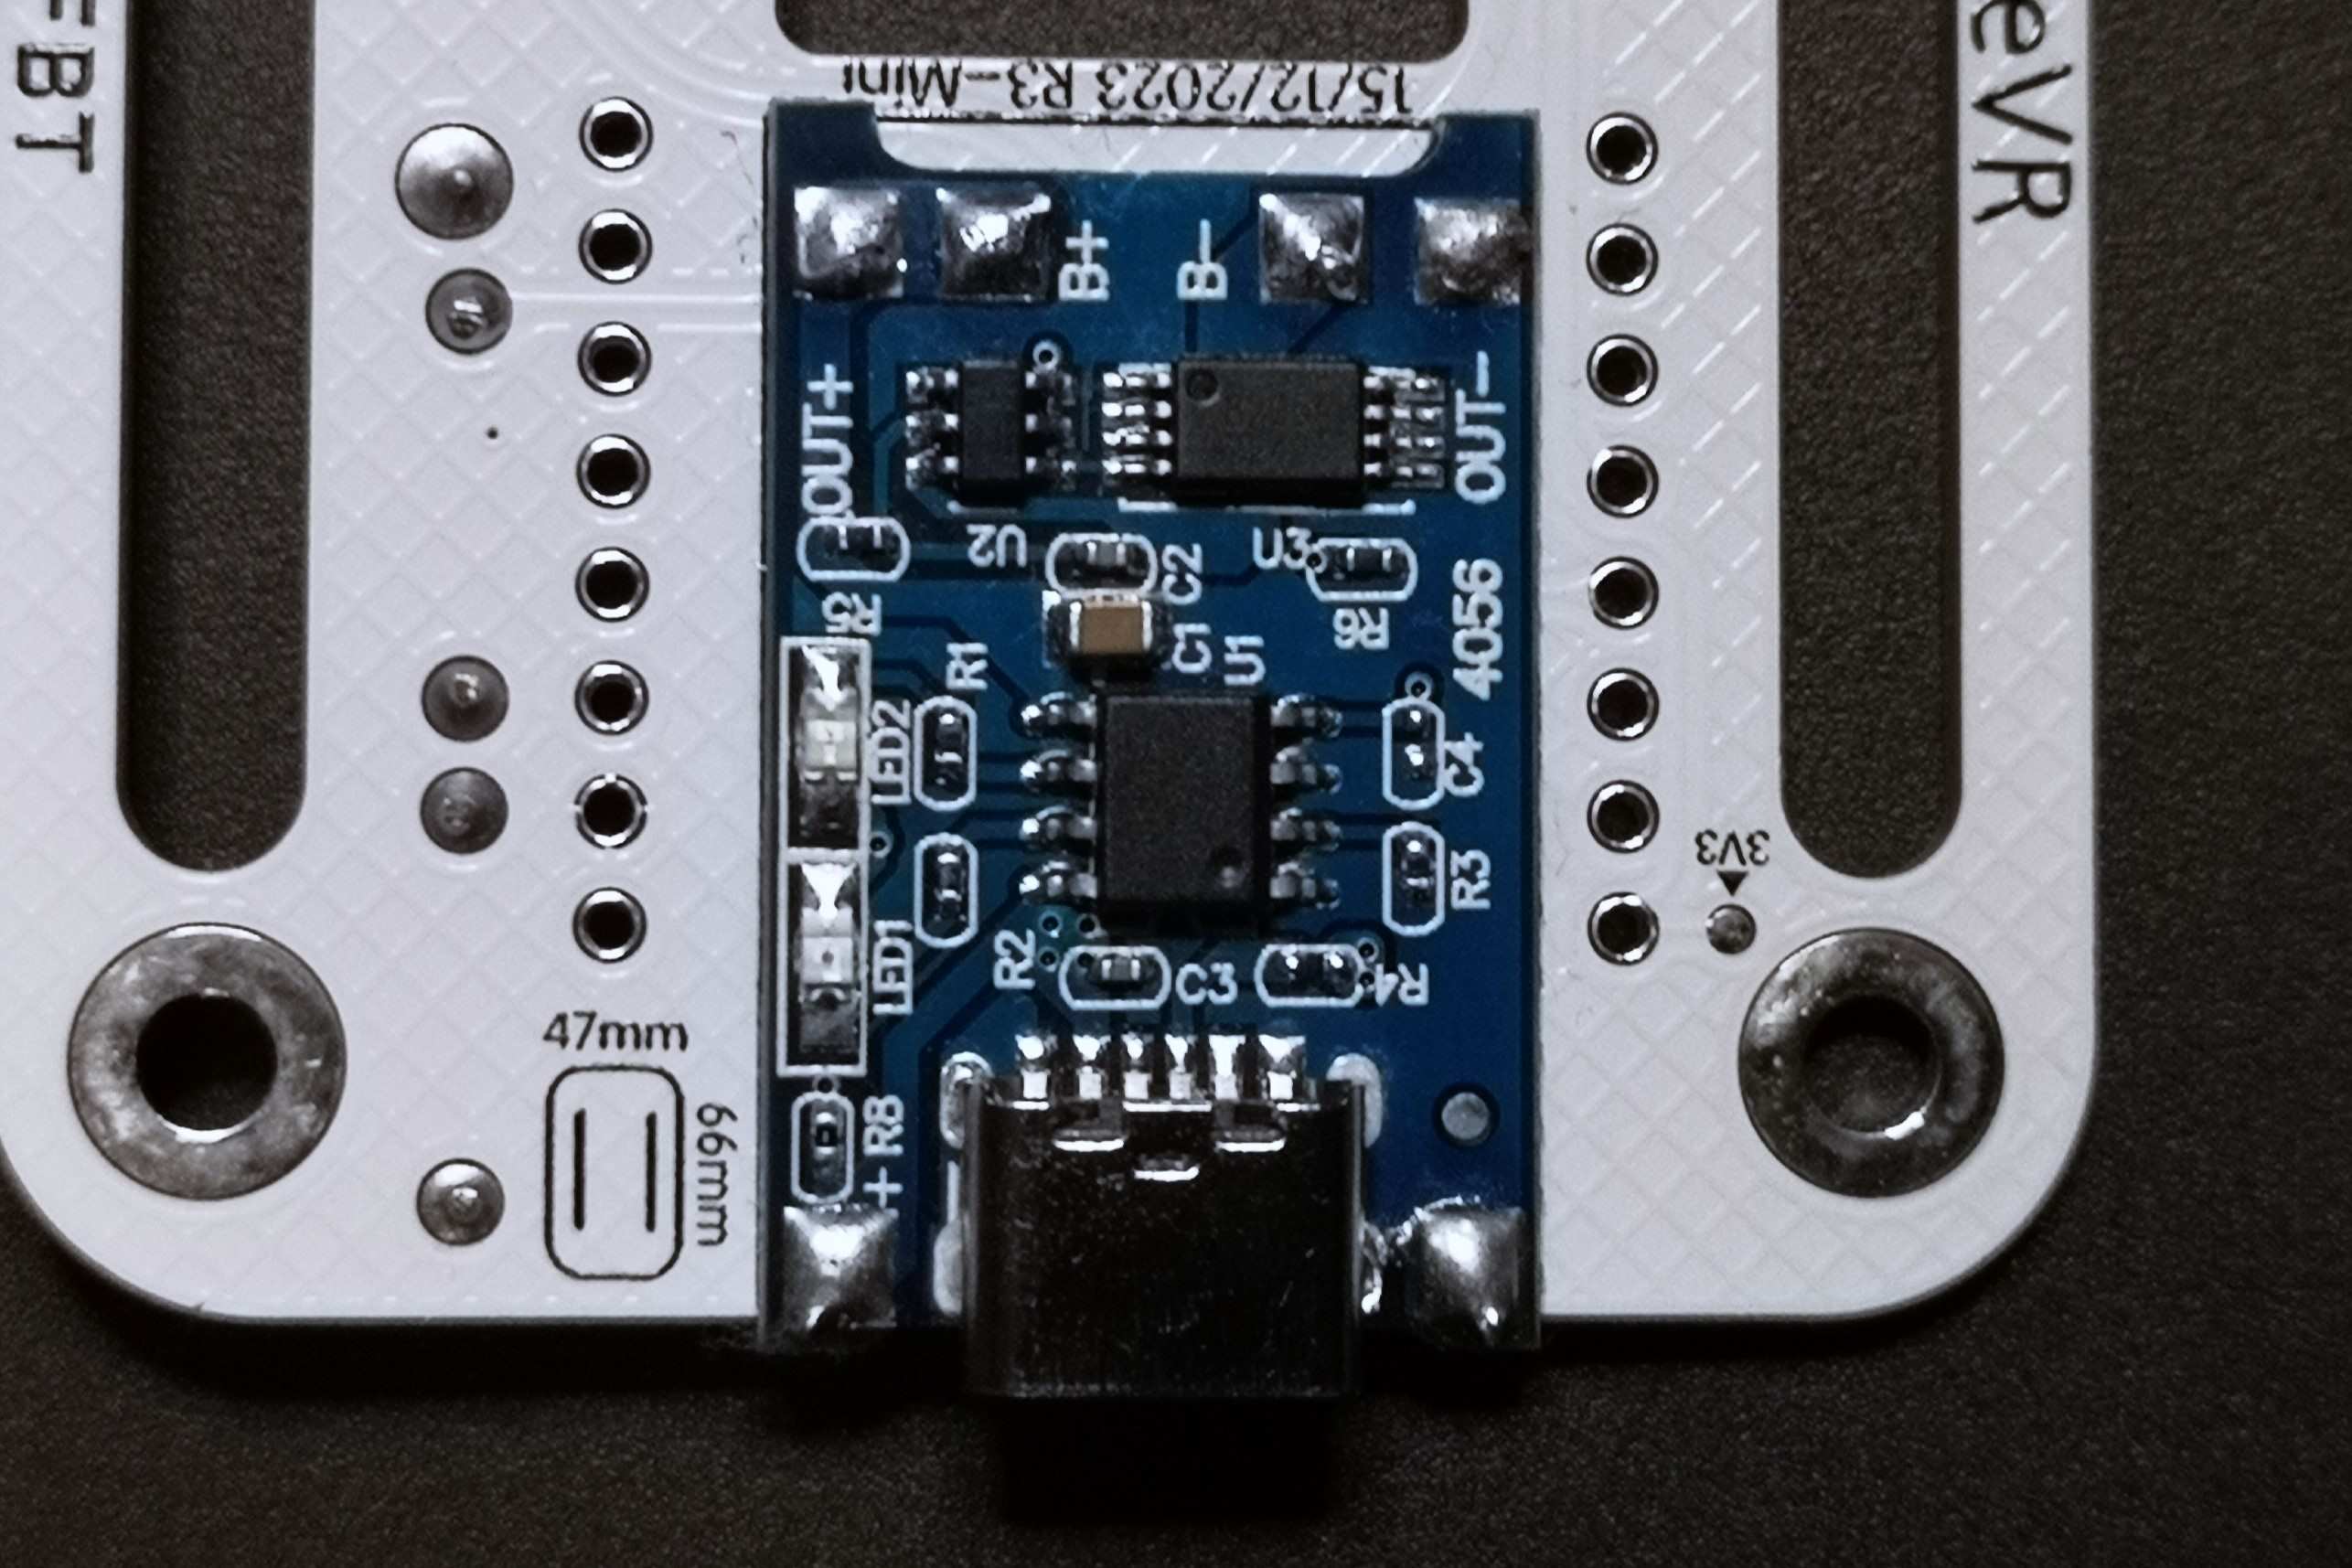 FBT
eVR
15/12/2023 R3-Mini
B+
B-
OUT+
OUT-
U2
C2
U3
R5
C1
U1
R6
4056
R1
LED2
C4
3V3
LED1
R2
C3
R4
R3
47mm
66mm
+ R8